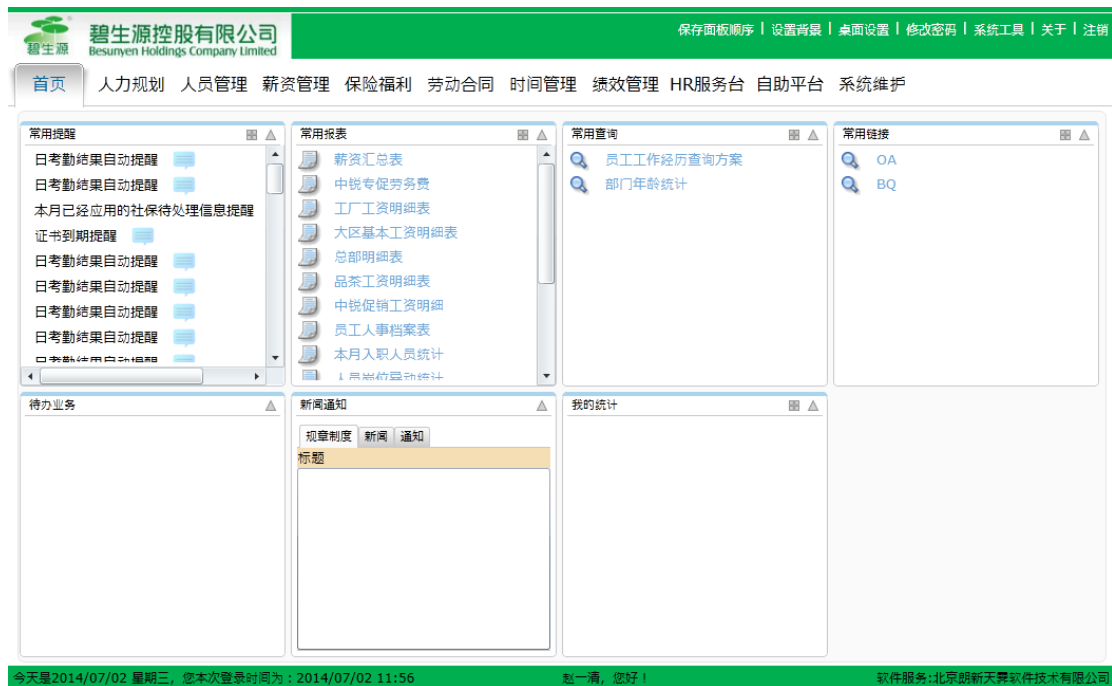 碧生源
碧生源控股有限公司
Besunyen Holdings Company Limited
保存面板顺序 | 设置背景 | 桌面设置 | 修改密码 | 系统工具 | 关于 | 注销
首页 人力规划 人员管理 薪资管理 保险福利 劳动合同 时间管理 绩效管理 HR服务台 自助平台 系统维护
常用提醒
日考勤结果自动提醒
日考勤结果自动提醒
本月已经应用的社保待处理信息提醒
证书到期提醒
日考勤结果自动提醒
日考勤结果自动提醒
日考勤结果自动提醒
日考勤结果自动提醒
日考勤结果自动提醒
常用报表
薪资汇总表
中锐专促劳务费
工厂工资明细表
大区基本工资明细表
总部明细表
品茶工资明细表
中锐促销工资明细
员工人事档案表
本月入职人员统计
人员岗位异动统计
常用查询
员工工作经历查询方案
部门年龄统计
常用链接
OA
BQ
待办业务
新闻通知
规章制度 新闻 通知
标题
我的统计
今天是2014/07/02 星期三, 您本次登录时间为：2014/07/02 11:56
赵一清, 您好！
软件服务:北京朗新天霁软件技术有限公司